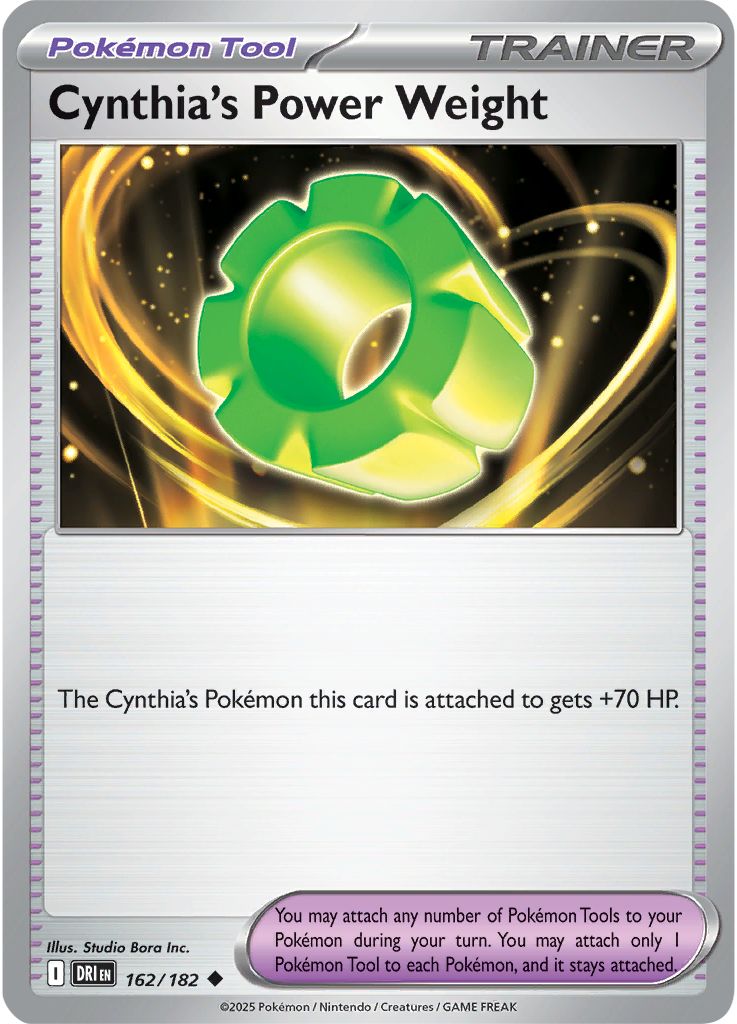 Pokémon Tool
TRAINER
Cynthia's Power Weight
The Cynthia's Pokémon this card is attached to gets +70 HP.
You may attach any number of Pokémon Tools to your
Pokémon during your turn. You may attach only 1
Pokémon Tool to each Pokémon, and it stays attached.
Illus. Studio Bora Inc.
I DRI EN 162/182 ◆
©2025 Pokémon / Nintendo / Creatures / GAME FREAK